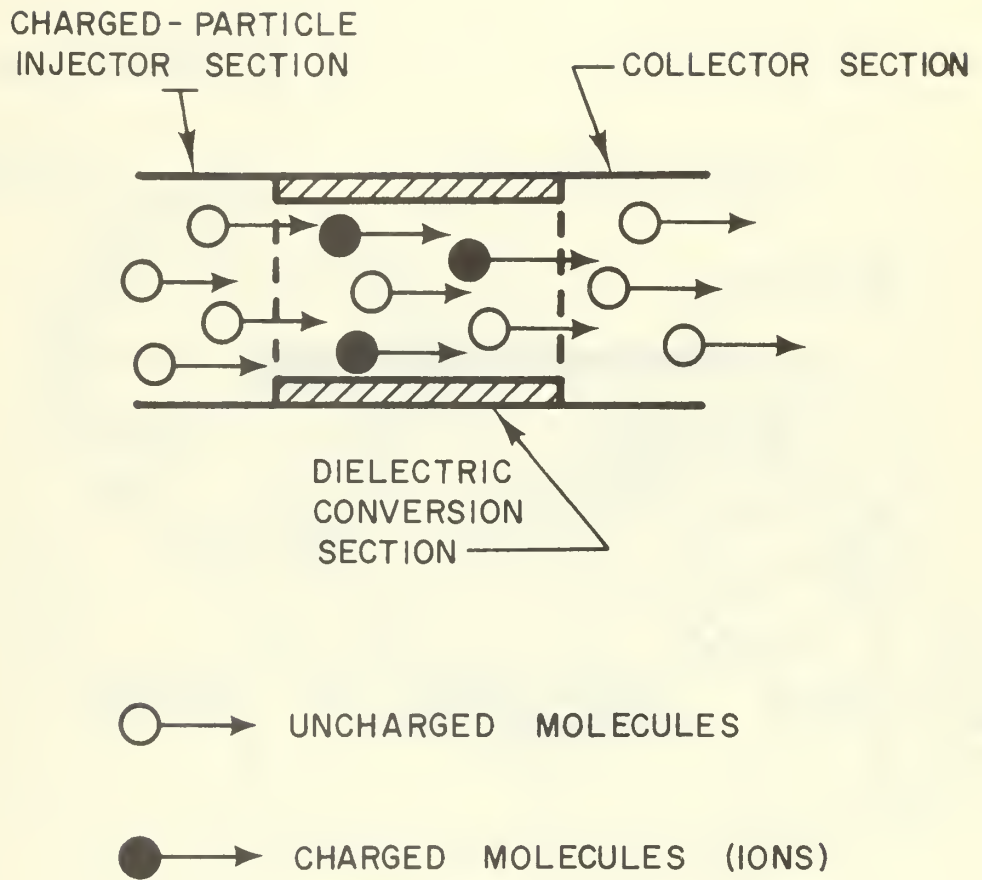 CHARGED-PARTICLE
INJECTOR SECTION
COLLECTOR SECTION
DIELECTRIC
CONVERSION
SECTION
UNCHARGED MOLECULES
CHARGED MOLECULES (IONS)